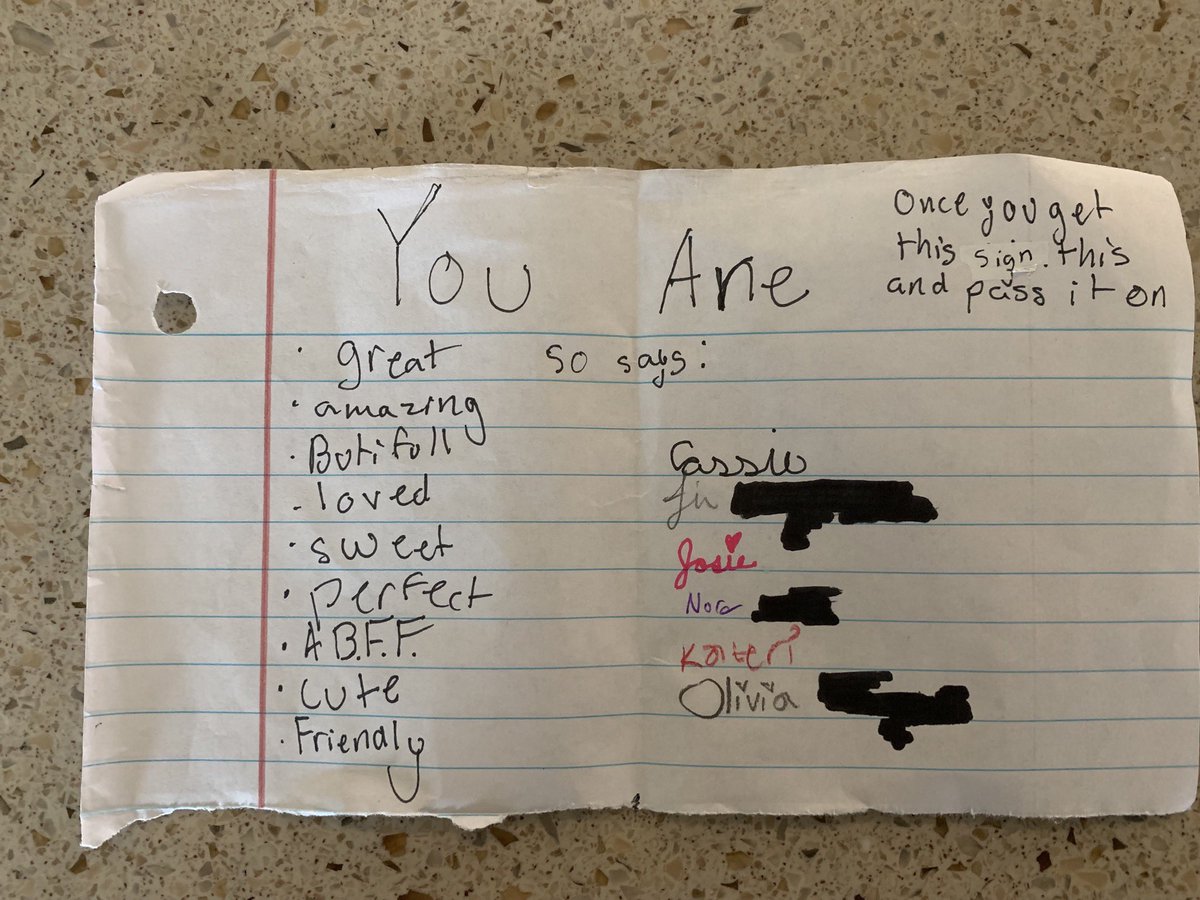 You Are
Once you get
this sign. this
and pass it on
· great so says:
· amazing
· Butifull
· loved
· sweet
· perfect
· A B.F.F.
· cute
· Friendly
Cassie
Josie
Nora
Kateri
Olivia